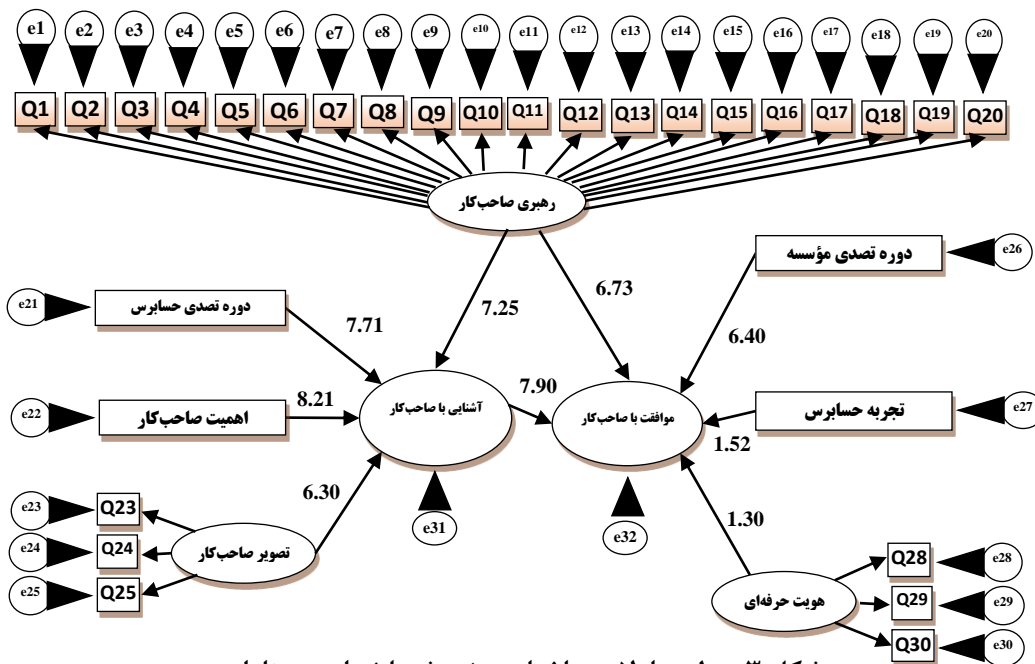 e1 e2 e3 e4 e5 e6 e7 e8 e9 e10 e11 e12 e13 e14 e15 e16 e17 e18 e19 e20
Q1 Q2 Q3 Q4 Q5 Q6 Q7 Q8 Q9 Q10 Q11 Q12 Q13 Q14 Q15 Q16 Q17 Q18 Q19 Q20
رهبری صاحب‌کار
دوره تصدی مؤسسه
e26
e21
دوره تصدی حسابرس
7.71
7.25
6.73
6.40
e22
اهمیت صاحب‌کار
8.21
آشنایی با صاحب‌کار
7.90
موافقت با صاحب‌کار
تجربه حسابرس
e27
1.52
6.30
1.30
e31
e32
e23
Q23
e24
Q24
e25
Q25
تصویر صاحب‌کار
هویت حرفه‌ای
Q28
e28
Q29
e29
Q30
e30